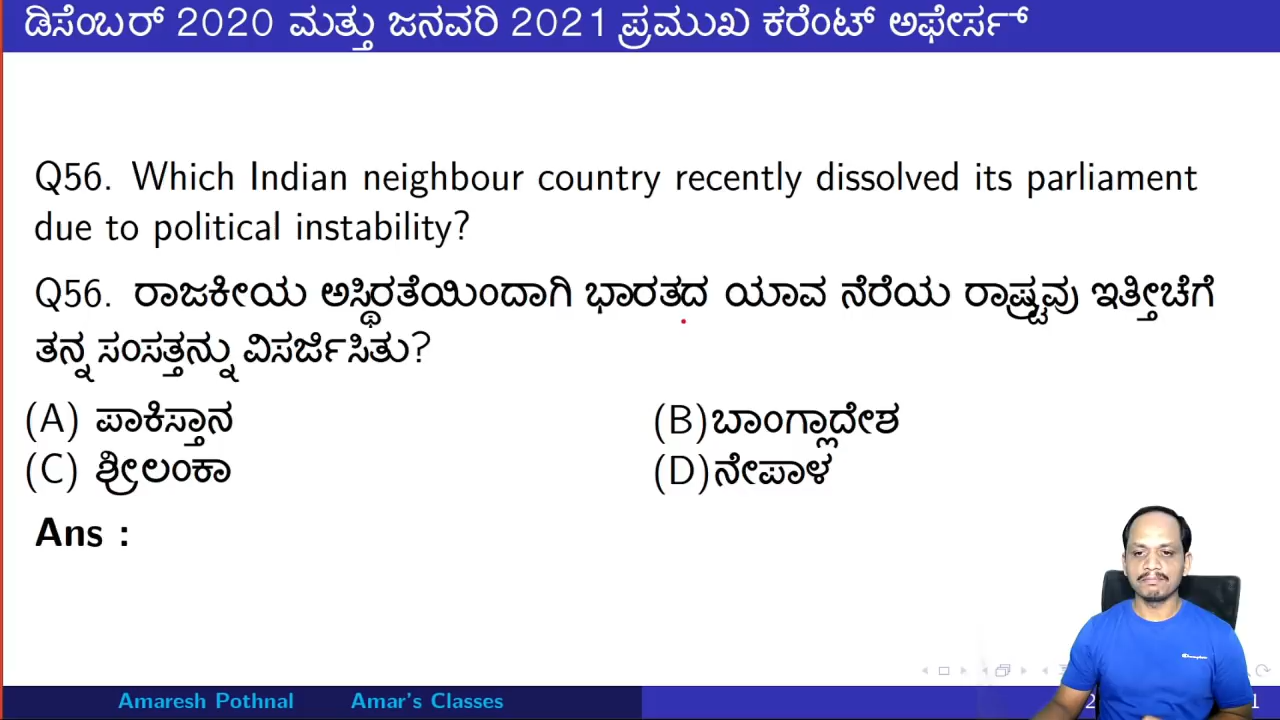 ಡಿಸೆಂಬರ್ 2020 ಮತ್ತು ಜನವರಿ 2021 ಪ್ರಮುಖ ಕರೆಂಟ್ ಅಫೇರ್ಸ್
Q56. Which Indian neighbour country recently dissolved its parliament
due to political instability?
Q56. ರಾಜಕೀಯ ಅಸ್ಥಿರತೆಯಿಂದಾಗಿ ಭಾರತದ ಯಾವ ನೆರೆಯ ರಾಷ್ಟ್ರವು ಇತ್ತೀಚೆಗೆ
ತನ್ನ ಸಂಸತ್ತನ್ನು ವಿಸರ್ಜಿಸಿತು?
(A) ಪಾಕಿಸ್ತಾನ (B)ಬಾಂಗ್ಲಾದೇಶ
(C) ಶ್ರೀಲಂಕಾ (D)ನೇಪಾಳ
Ans :
Amaresh Pothnal Amar's Classes